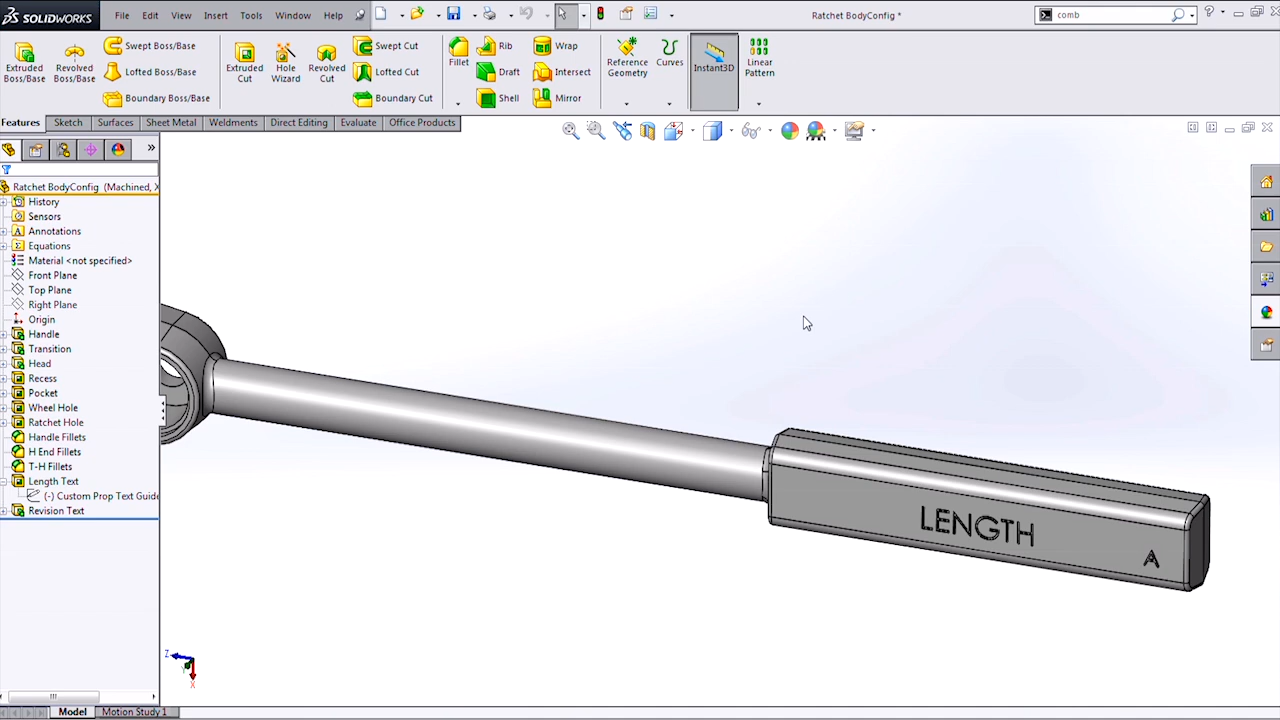 SOLIDWORKS File Edit View Insert Tools Window Help Ratchet BodyConfig * comb
Extruded Boss/Base
Revolved Boss/Base
Swept Boss/Base
Lofted Boss/Base
Boundary Boss/Base
Extruded Cut
Hole Wizard
Revolved Cut
Swept Cut
Lofted Cut
Boundary Cut
Fillet
Rib
Draft
Shell
Wrap
Intersect
Mirror
Reference Geometry
Curves
Instant3D
Linear Pattern
Features Sketch Surfaces Sheet Metal Weldments Direct Editing Evaluate Office Products
Ratchet BodyConfig (Machined, X
History
Sensors
Annotations
Equations
Material <not specified>
Front Plane
Top Plane
Right Plane
Origin
Handle
Transition
Head
Recess
Pocket
Wheel Hole
Ratchet Hole
Handle Fillets
H End Fillets
T-H Fillets
Length Text
(-) Custom Prop Text Guide
Revision Text
LENGTH
A
Z
Y
X
Model Motion Study 1